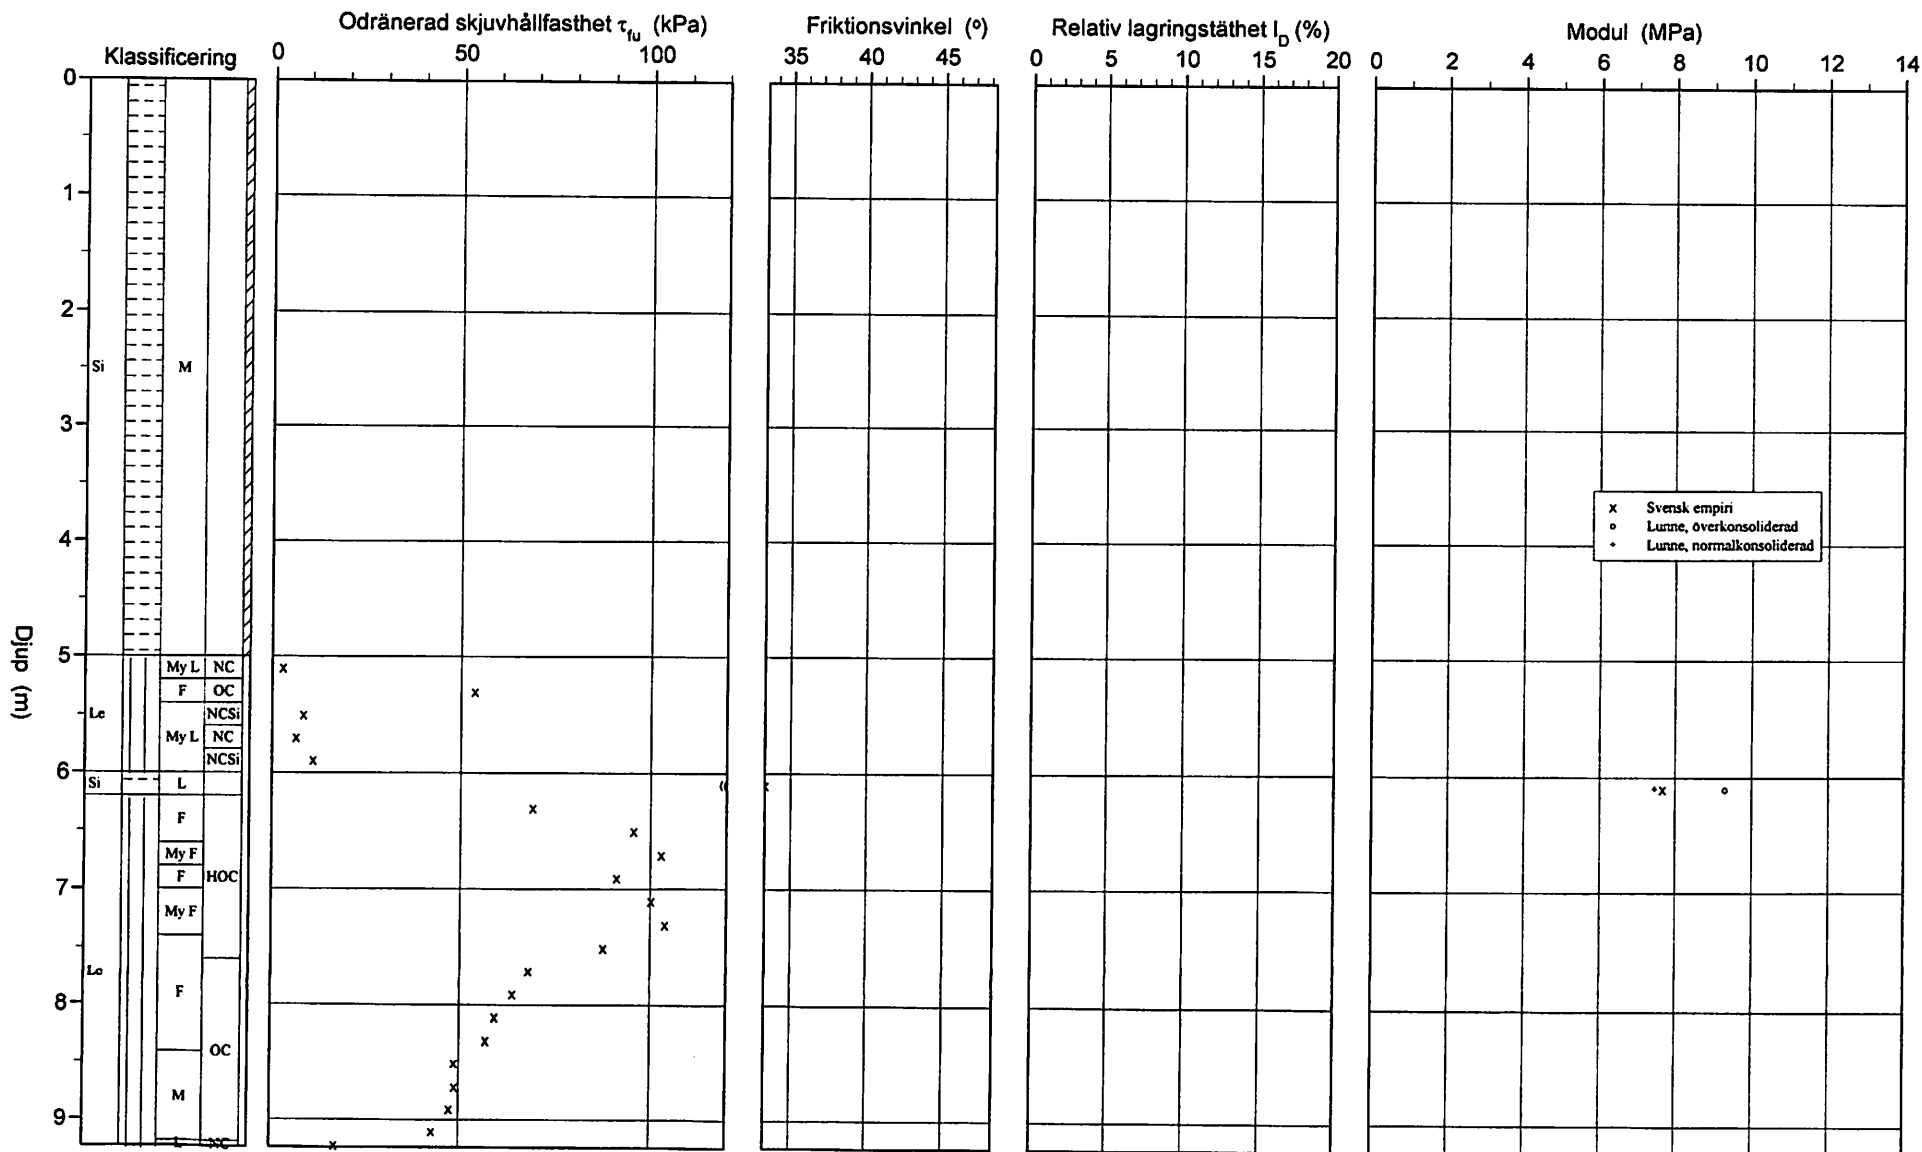 Odränerad skjuvhållfasthet τfu (kPa)
Friktionsvinkel (º)
Relativ lagringstäthet ID (%)
Modul (MPa)
Klassificering
0 50 100
35 40 45
0 5 10 15 20
0 2 4 6 8 10 12 14
Djup (m)
0
1
2
Si M
3
x Svensk empiri
o Lunne, överkonsoliderad
+ Lunne, normalkonsoliderad
4
5
My L NC
F OC
Le NCSi
My L NC
NCSi
6
Si L
F
My F
F HOC
7
My F
Le
F
8
OC
M
9
L NC